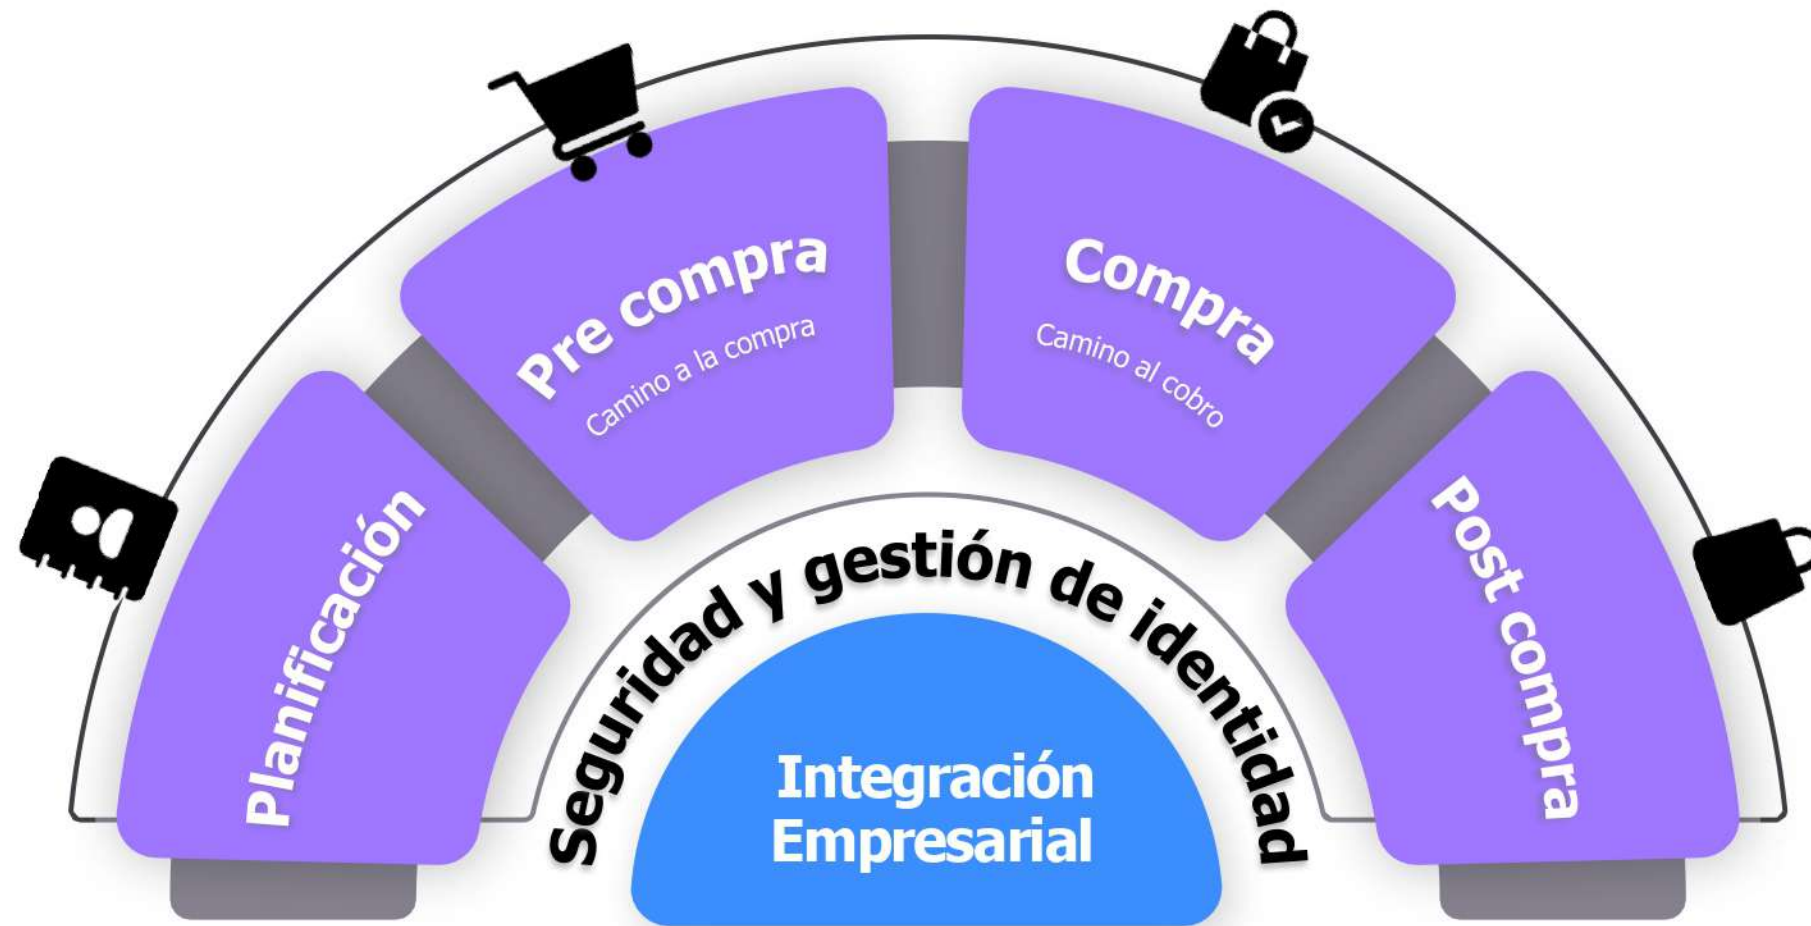 Planificación
Pre compra
Camino a la compra
Compra
Camino al cobro
Post compra
Seguridad y gestión de identidad
Integración
Empresarial